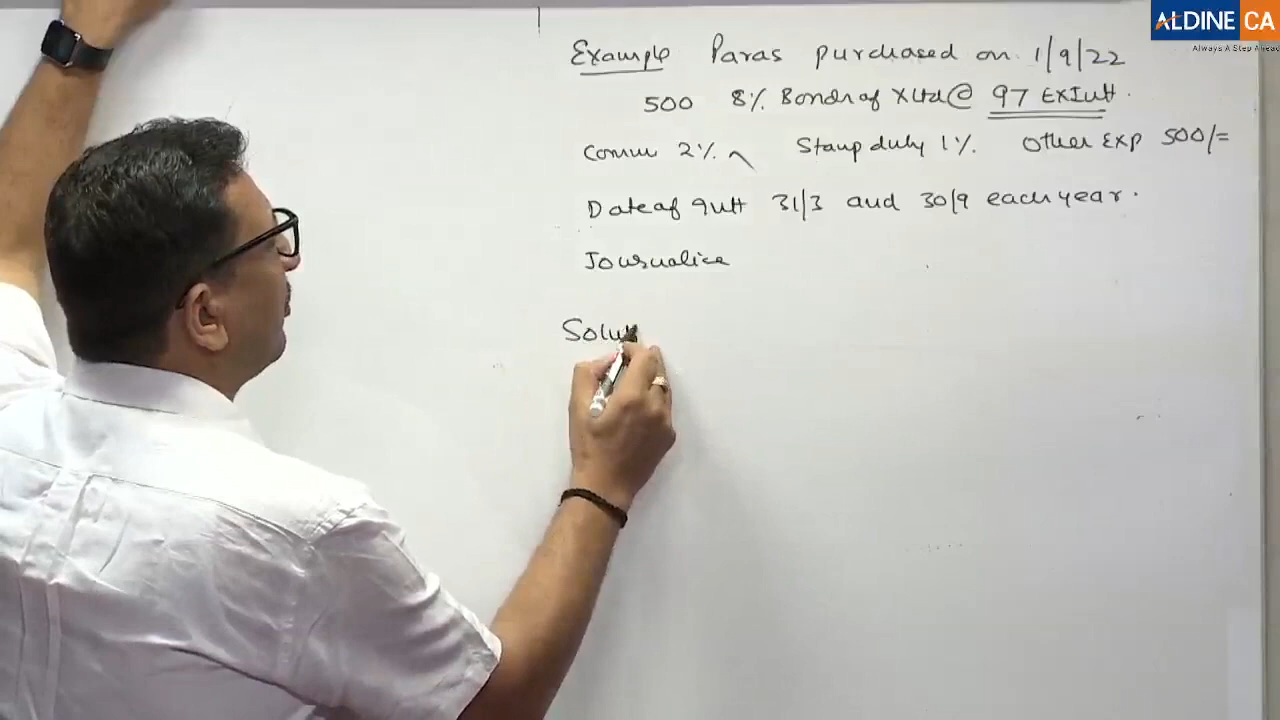 ALDINE CA
Always A Step Ahead
Example Paras purchased on 1/9/22
500 8% Bonds of X Ltd @ 97 Ex Intt.
Comm 2% Stamp duty 1% Other Exp 500/=
Date of Intt 31/3 and 30/9 each year.
Journalise
Solu